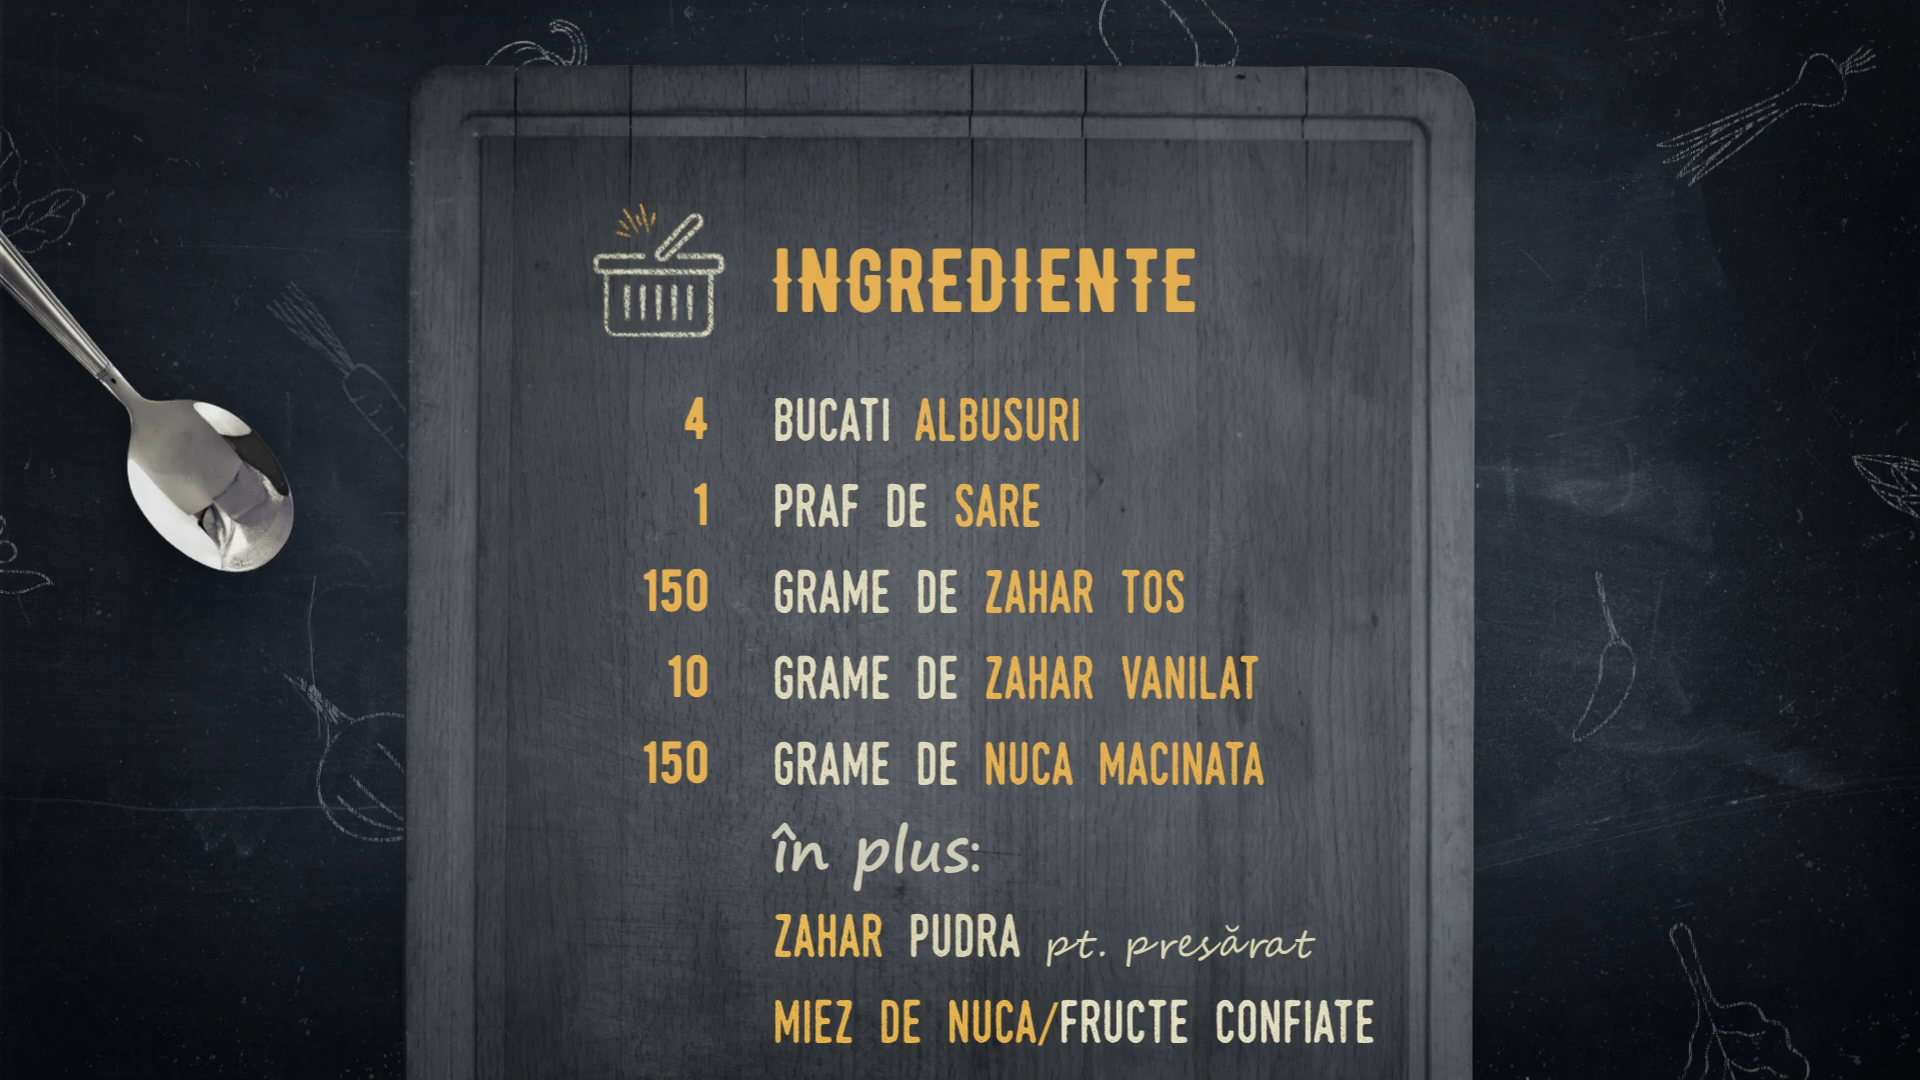 INGREDIENTE
4 BUCATI ALBUSURI
1 PRAF DE SARE
150 GRAME DE ZAHAR TOS
10 GRAME DE ZAHAR VANILAT
150 GRAME DE NUCA MACINATA
în plus:
ZAHAR PUDRA pt. presărat
MIEZ DE NUCA/FRUCTE CONFIATE